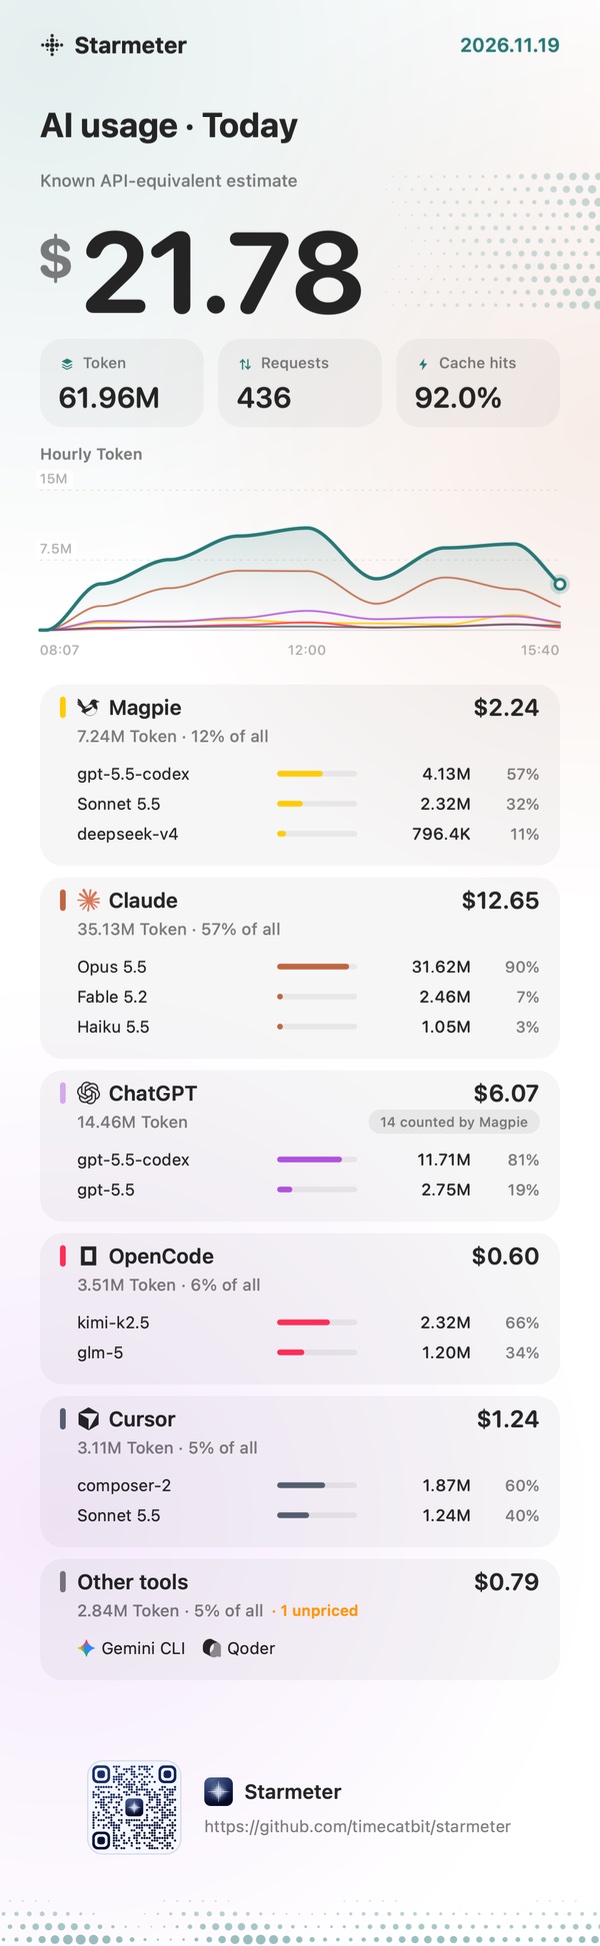 Starmeter 2026.11.19
AI usage · Today
Known API-equivalent estimate
$21.78
Token Requests Cache hits
61.96M 436 92.0%
Hourly Token
15M
7.5M
08:07 12:00 15:40
Magpie $2.24
7.24M Token · 12% of all
gpt-5.5-codex 4.13M 57%
Sonnet 5.5 2.32M 32%
deepseek-v4 796.4K 11%
Claude $12.65
35.13M Token · 57% of all
Opus 5.5 31.62M 90%
Fable 5.2 2.46M 7%
Haiku 5.5 1.05M 3%
ChatGPT $6.07
14.46M Token 14 counted by Magpie
gpt-5.5-codex 11.71M 81%
gpt-5.5 2.75M 19%
OpenCode $0.60
3.51M Token · 6% of all
kimi-k2.5 2.32M 66%
glm-5 1.20M 34%
Cursor $1.24
3.11M Token · 5% of all
composer-2 1.87M 60%
Sonnet 5.5 1.24M 40%
Other tools $0.79
2.84M Token · 5% of all · 1 unpriced
Gemini CLI Qoder
Starmeter
https://github.com/timecatbit/starmeter